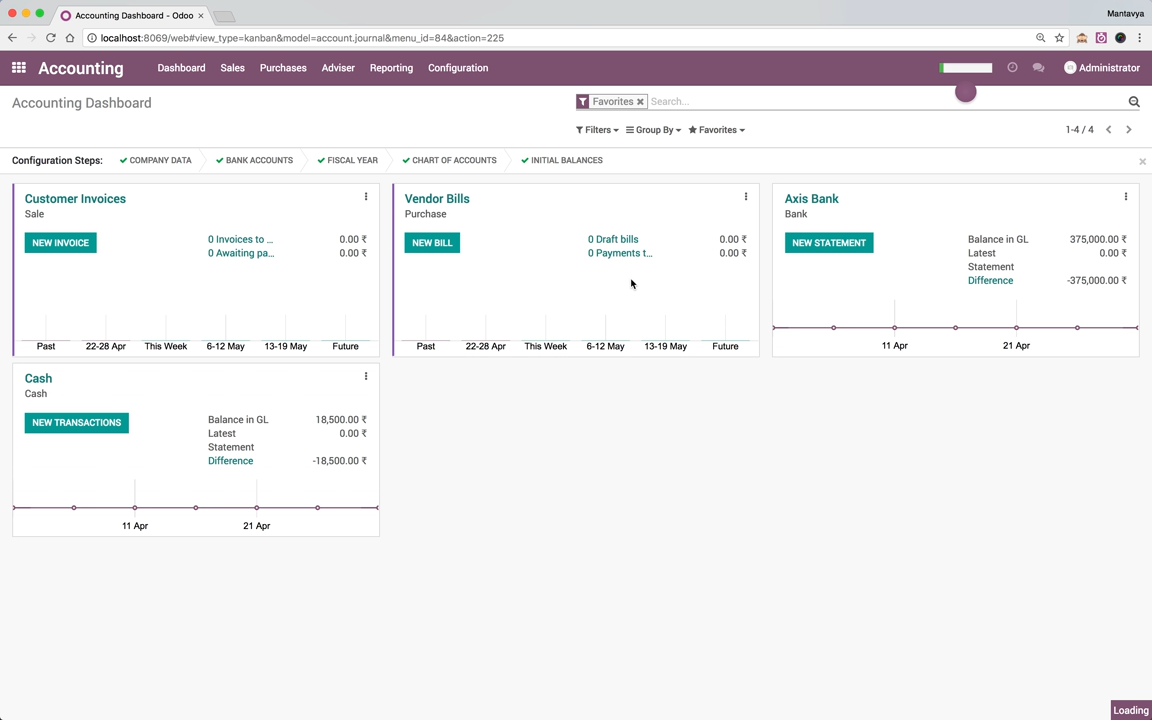 Accounting Dashboard - Odoo
Mantavya
localhost:8069/web#view_type=kanban&model=account.journal&menu_id=84&action=225
Accounting
Dashboard Sales Purchases Adviser Reporting Configuration
Administrator
Accounting Dashboard
Favorites Search...
Filters Group By Favorites
1-4 / 4
Configuration Steps: COMPANY DATA BANK ACCOUNTS FISCAL YEAR CHART OF ACCOUNTS INITIAL BALANCES
Customer Invoices
Sale
NEW INVOICE
0 Invoices to ... 0.00 ₹
0 Awaiting pa... 0.00 ₹
Past 22-28 Apr This Week 6-12 May 13-19 May Future
Vendor Bills
Purchase
NEW BILL
0 Draft bills 0.00 ₹
0 Payments t... 0.00 ₹
Past 22-28 Apr This Week 6-12 May 13-19 May Future
Axis Bank
Bank
NEW STATEMENT
Balance in GL 375,000.00 ₹
Latest 0.00 ₹
Statement
Difference -375,000.00 ₹
11 Apr 21 Apr
Cash
Cash
NEW TRANSACTIONS
Balance in GL 18,500.00 ₹
Latest 0.00 ₹
Statement
Difference -18,500.00 ₹
11 Apr 21 Apr
Loading